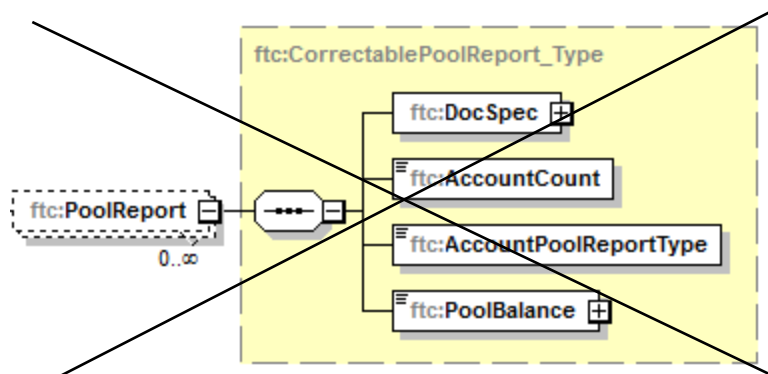 ftc:CorrectablePoolReport_Type
ftc:DocSpec
ftc:AccountCount
ftc:PoolReport
0..∞
ftc:AccountPoolReportType
ftc:PoolBalance